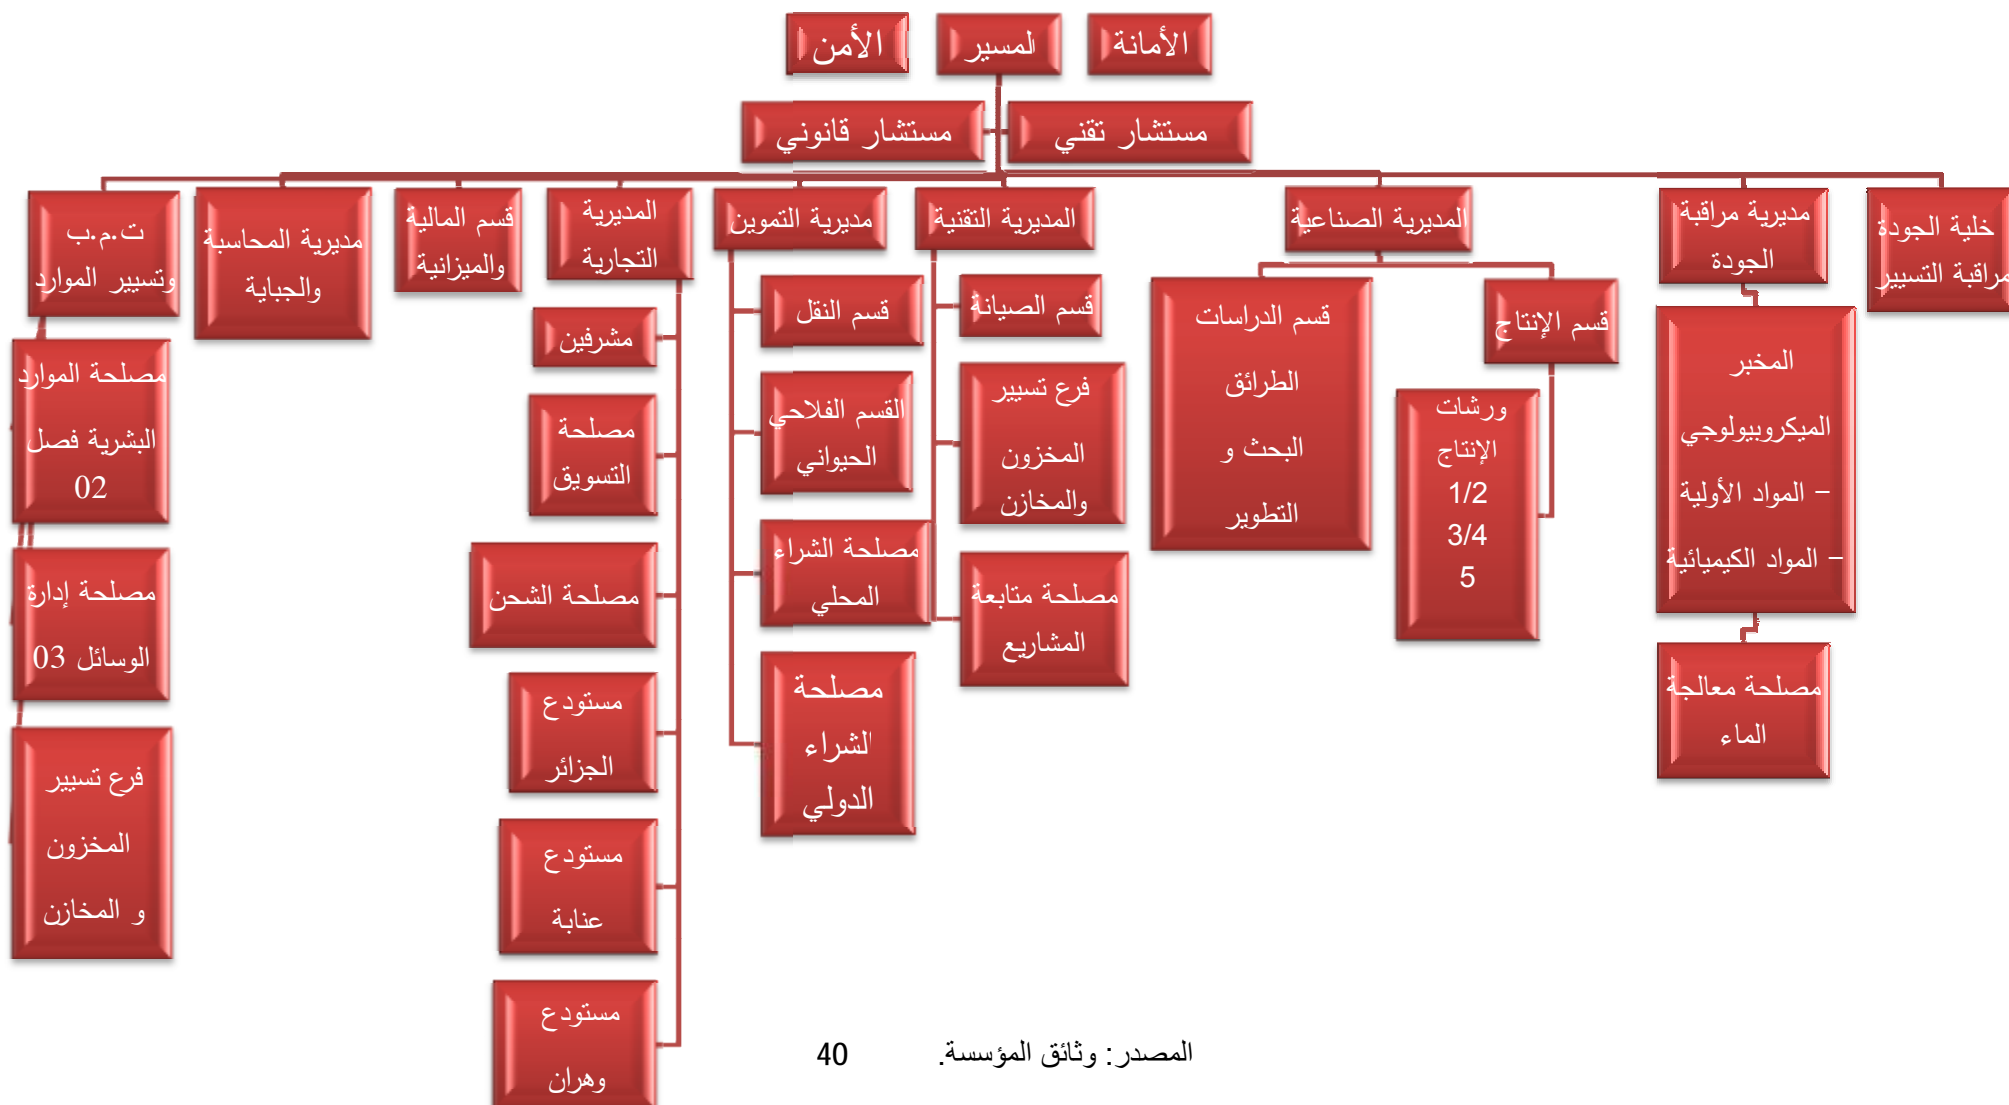 الأمانة
المسير
الأمن
مستشار تقني
مستشار قانوني
خلية الجودة
مراقبة التسيير
مديرية مراقبة
الجودة
المديرية الصناعية
المديرية التقنية
مديرية التموين
المديرية
التجارية
قسم المالية
والميزانية
مديرية المحاسبة
والجباية
ت.م.ب
وتسيير الموارد
المخبر
الميكروبيولوجي
– المواد الأولية
– المواد الكيميائية
مصلحة معالجة
الماء
قسم الإنتاج
ورشات
الإنتاج
1/2
3/4
5
قسم الدراسات
الطرائق
البحث و
التطوير
قسم الصيانة
فرع تسيير
المخزون
والمخازن
مصلحة متابعة
المشاريع
قسم النقل
القسم الفلاحي
الحيواني
مصلحة الشراء
المحلي
مصلحة
الشراء
الدولي
مشرفين
مصلحة
التسويق
مصلحة الشحن
مستودع
الجزائر
مستودع
عنابة
مستودع
وهران
مصلحة الموارد
البشرية فصل
02
مصلحة إدارة
الوسائل 03
فرع تسيير
المخزون
و المخازن
المصدر: وثائق المؤسسة.
40